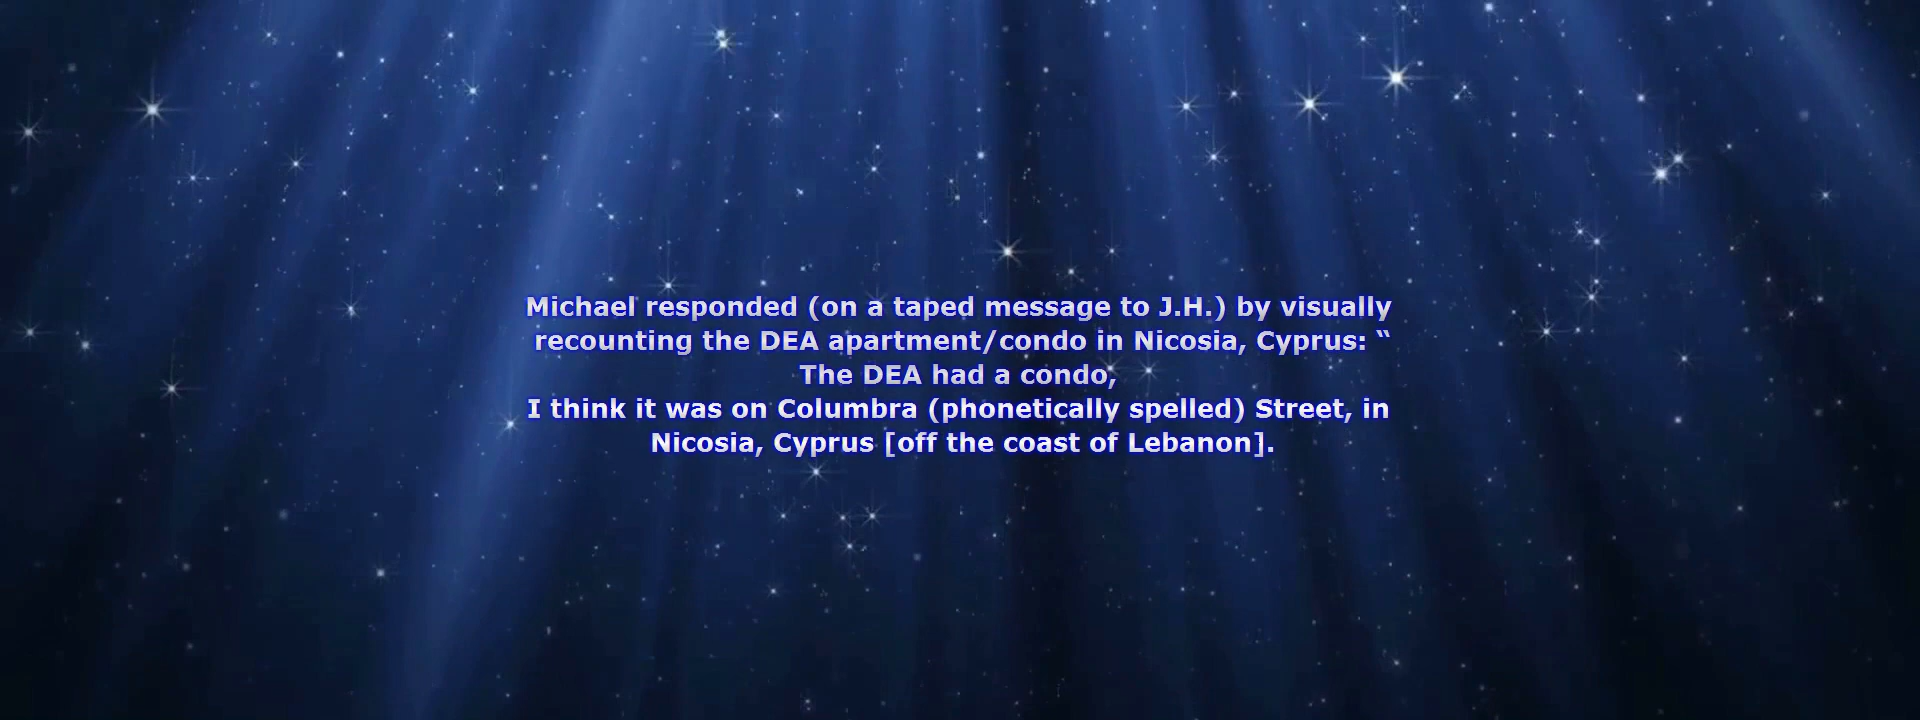 Michael responded (on a taped message to J.H.) by visually
recounting the DEA apartment/condo in Nicosia, Cyprus: “
The DEA had a condo,
I think it was on Columbra (phonetically spelled) Street, in
Nicosia, Cyprus [off the coast of Lebanon].